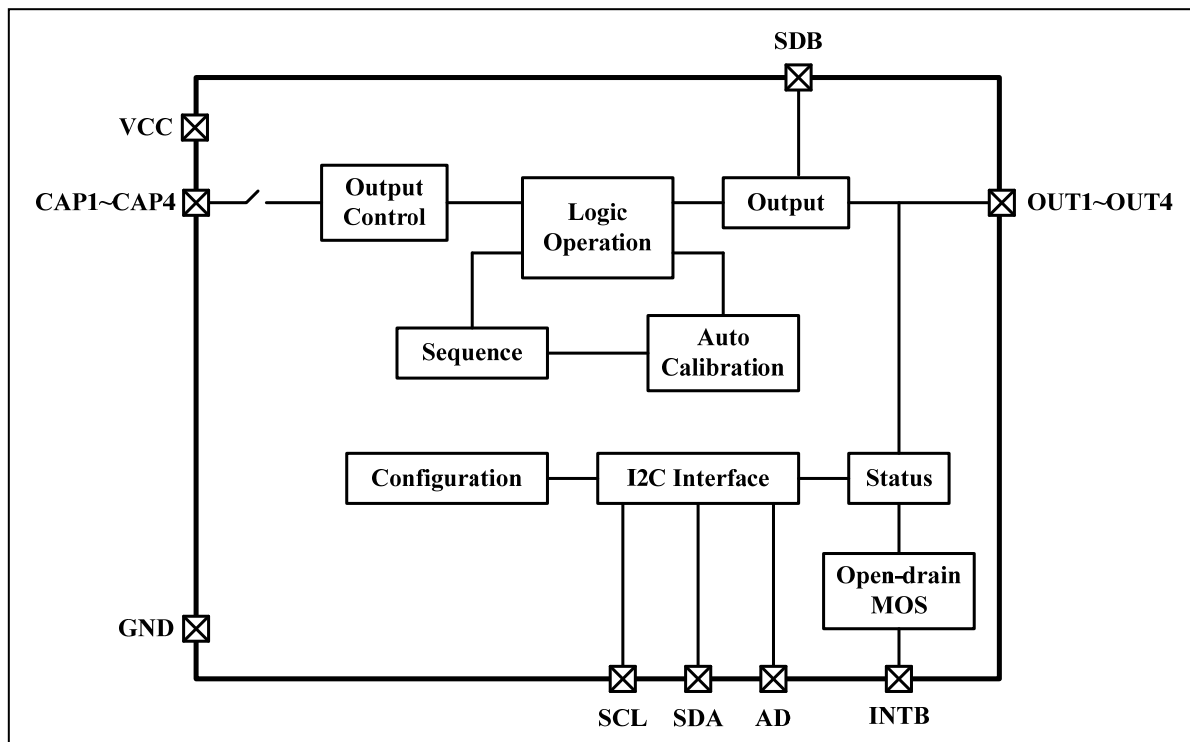 SDB
VCC
CAP1~CAP4
Output
Control
Logic
Operation
Output
OUT1~OUT4
Sequence
Auto
Calibration
Configuration
I2C Interface
Status
Open-drain
MOS
GND
SCL
SDA
AD
INTB